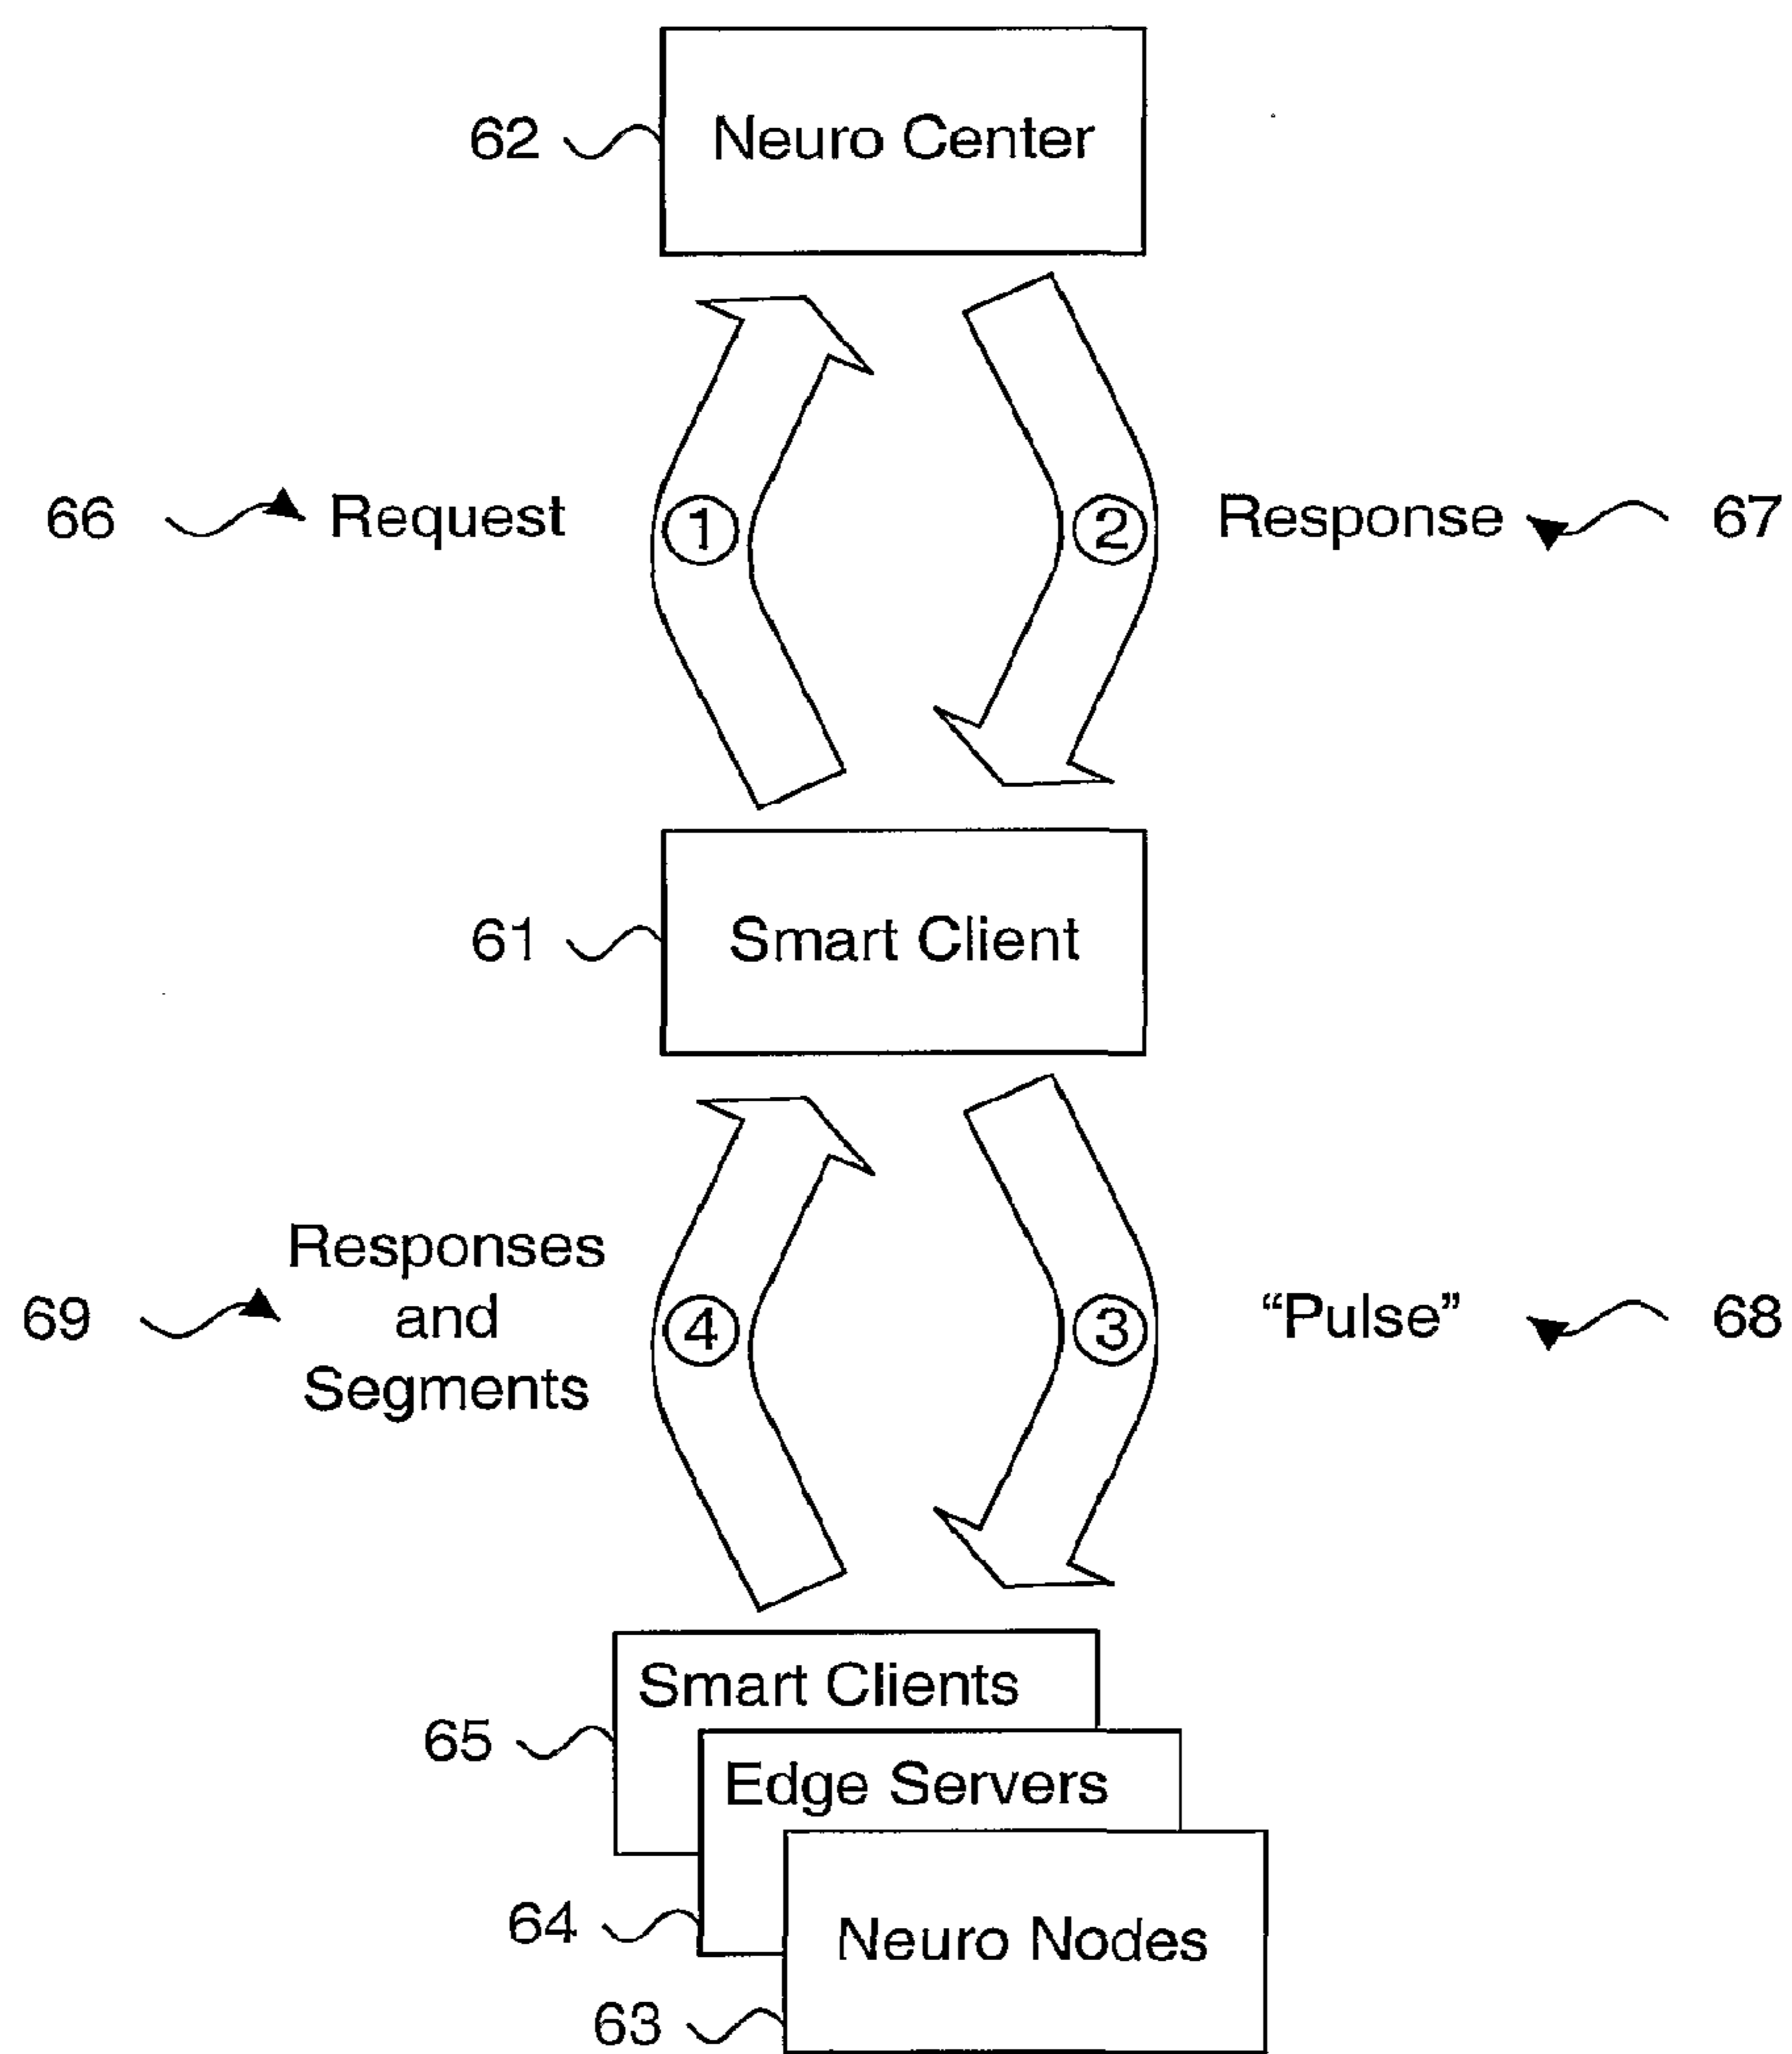 62 Neuro Center
66 Request 1 2 Response 67
61 Smart Client
Responses
69 and 4 3 “Pulse” 68
Segments
Smart Clients
65
Edge Servers
64 Neuro Nodes
63